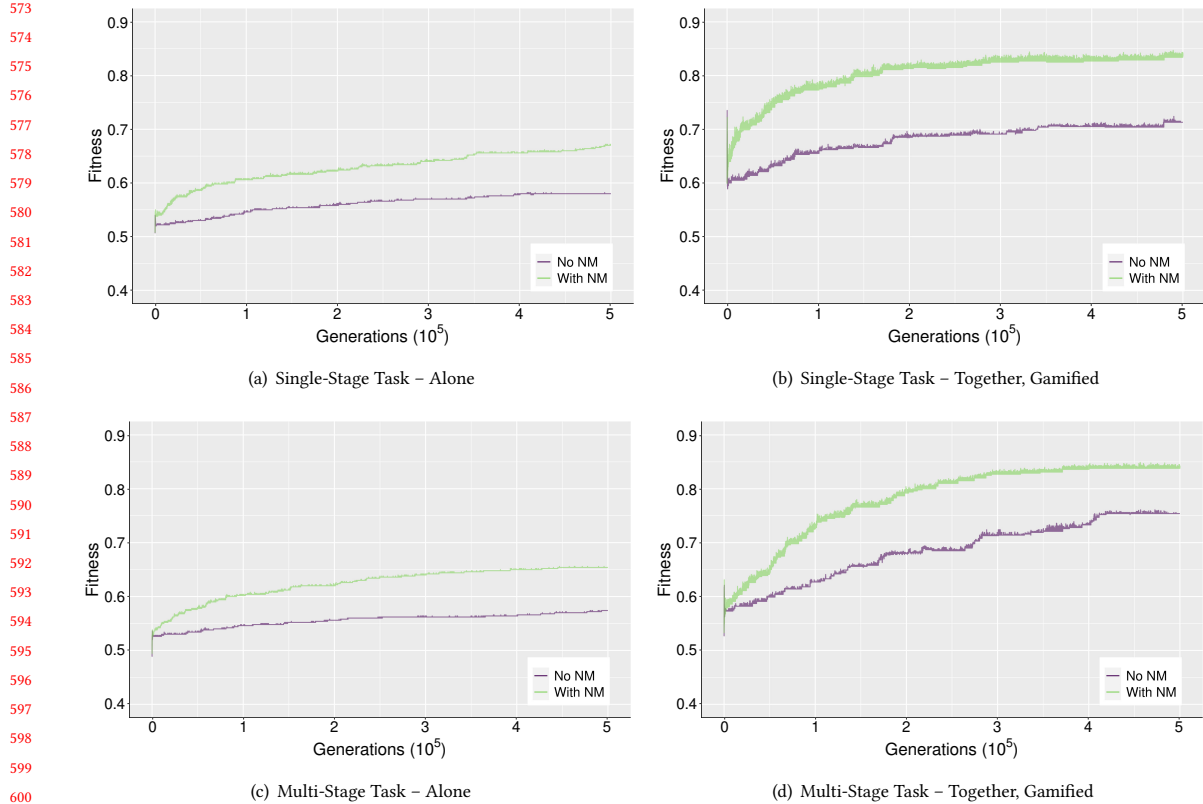 573
574
575
576
577
578
579
580
581
582
583
584
585
586
587
588
589
590
591
592
593
594
595
596
597
598
599
600
0.9
0.8
0.7
0.6
0.5
0.4
Fitness
No NM
With NM
0 1 2 3 4 5
Generations (10^5)
(a) Single-Stage Task – Alone
0.9
0.8
0.7
0.6
0.5
0.4
Fitness
No NM
With NM
0 1 2 3 4 5
Generations (10^5)
(b) Single-Stage Task – Together, Gamified
0.9
0.8
0.7
0.6
0.5
0.4
Fitness
No NM
With NM
0 1 2 3 4 5
Generations (10^5)
(c) Multi-Stage Task – Alone
0.9
0.8
0.7
0.6
0.5
0.4
Fitness
No NM
With NM
0 1 2 3 4 5
Generations (10^5)
(d) Multi-Stage Task – Together, Gamified